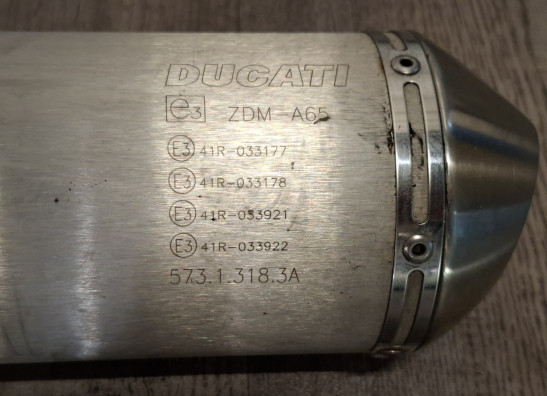 DUCATI
e3 ZDM-A65
E3 41R-033177
E3 41R-033178
E3 41R-033921
E3 41R-033922
573.1.318.3A